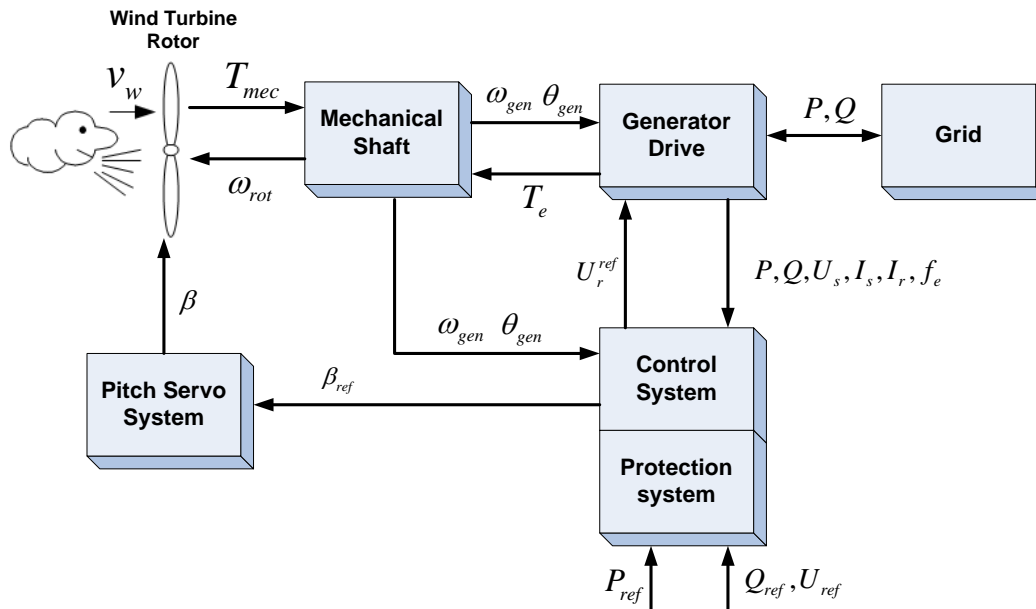 Wind Turbine
Rotor
v_w
T_mec
ω_rot
Mechanical
Shaft
ω_gen θ_gen
T_e
Generator
Drive
P,Q
Grid
U_r^ref
P,Q,U_s,I_s,I_r,f_e
β
ω_gen θ_gen
Pitch Servo
System
β_ref
Control
System
Protection
system
P_ref
Q_ref,U_ref